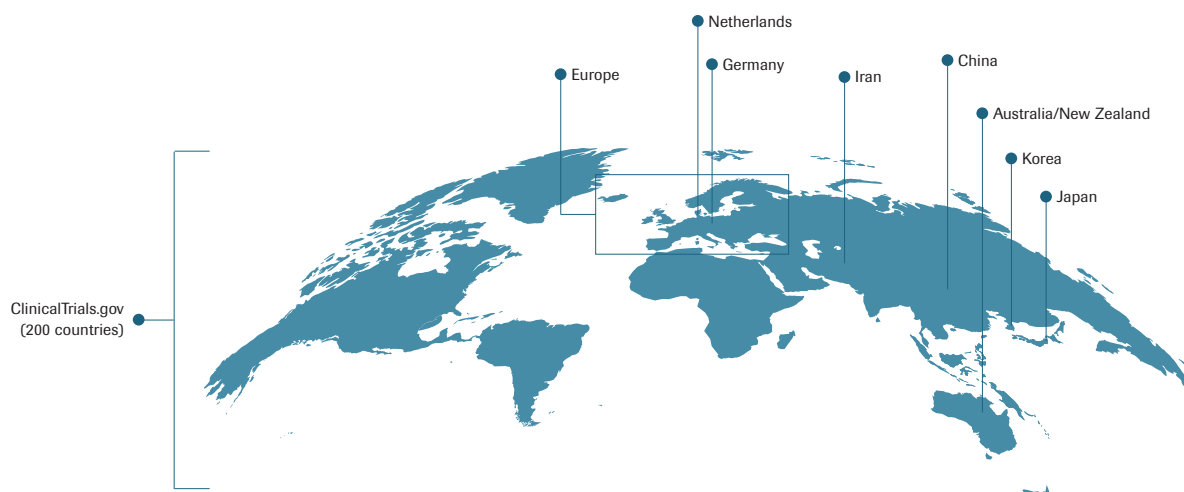 Netherlands
Germany
Europe
Iran
China
Australia/New Zealand
Korea
Japan
ClinicalTrials.gov
(200 countries)